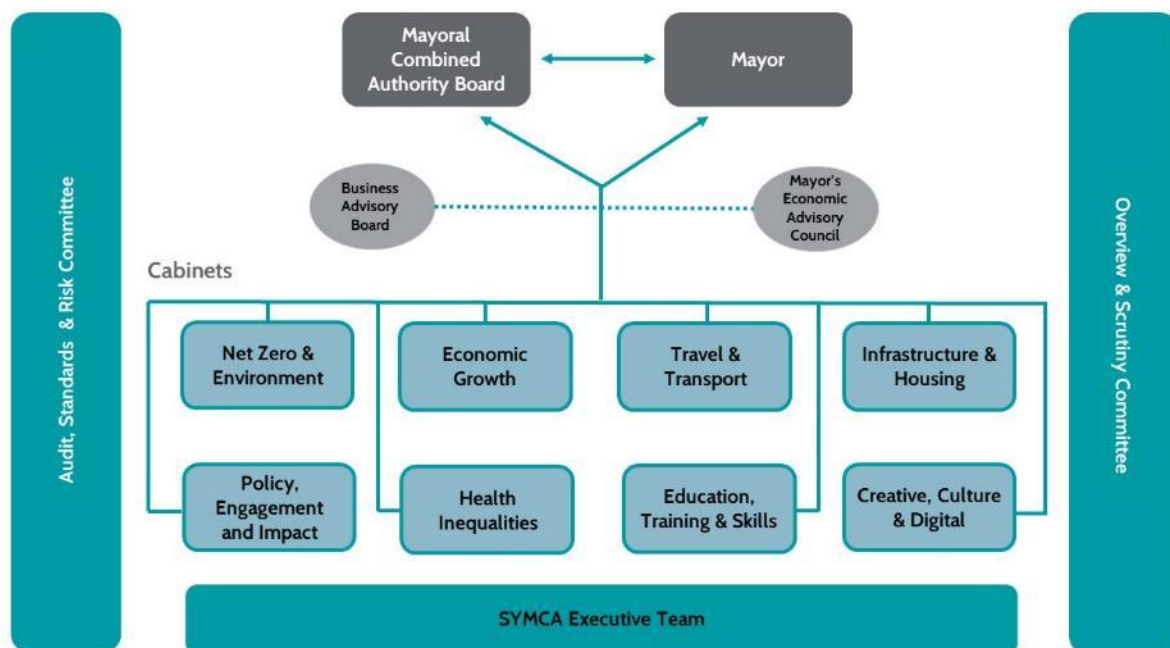 Mayoral
Combined
Authority Board
Mayor
Business
Advisory
Board
Mayor's
Economic
Advisory
Council
Audit, Standards & Risk Committee
Overview & Scrutiny Committee
Cabinets
Net Zero &
Environment
Economic
Growth
Travel &
Transport
Infrastructure &
Housing
Policy,
Engagement
and Impact
Health
Inequalities
Education,
Training & Skills
Creative, Culture
& Digital
SYMCA Executive Team